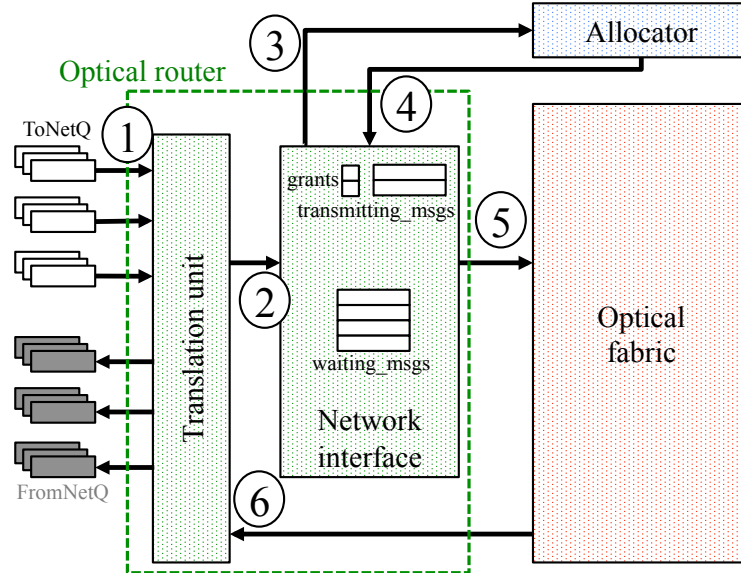 3
Allocator
Optical router
4
ToNetQ
1
grants
transmitting_msgs
5
2
Translation unit
waiting_msgs
Optical
fabric
Network
interface
FromNetQ
6